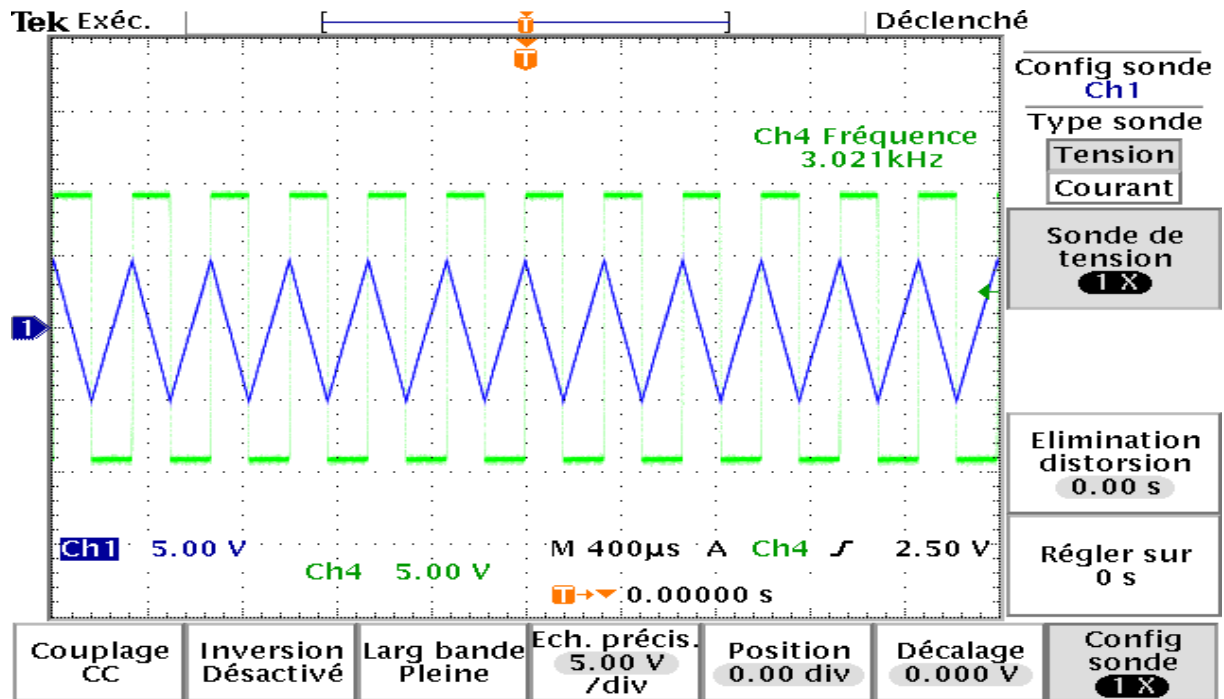 Tek Exéc. Déclenché
T
T
Config sonde
Ch1
Type sonde
Tension
Courant
Sonde de
tension
1 X
Ch4 Fréquence
3.021kHz
1
Elimination
distorsion
0.00 s
Régler sur
0 s
Ch1 5.00 V M 400µs A Ch4 2.50 V
Ch4 5.00 V
T 0.00000 s
Couplage
CC
Inversion
Désactivé
Larg bande
Pleine
Ech. précis.
5.00 V
/div
Position
0.00 div
Décalage
0.000 V
Config
sonde
1 X